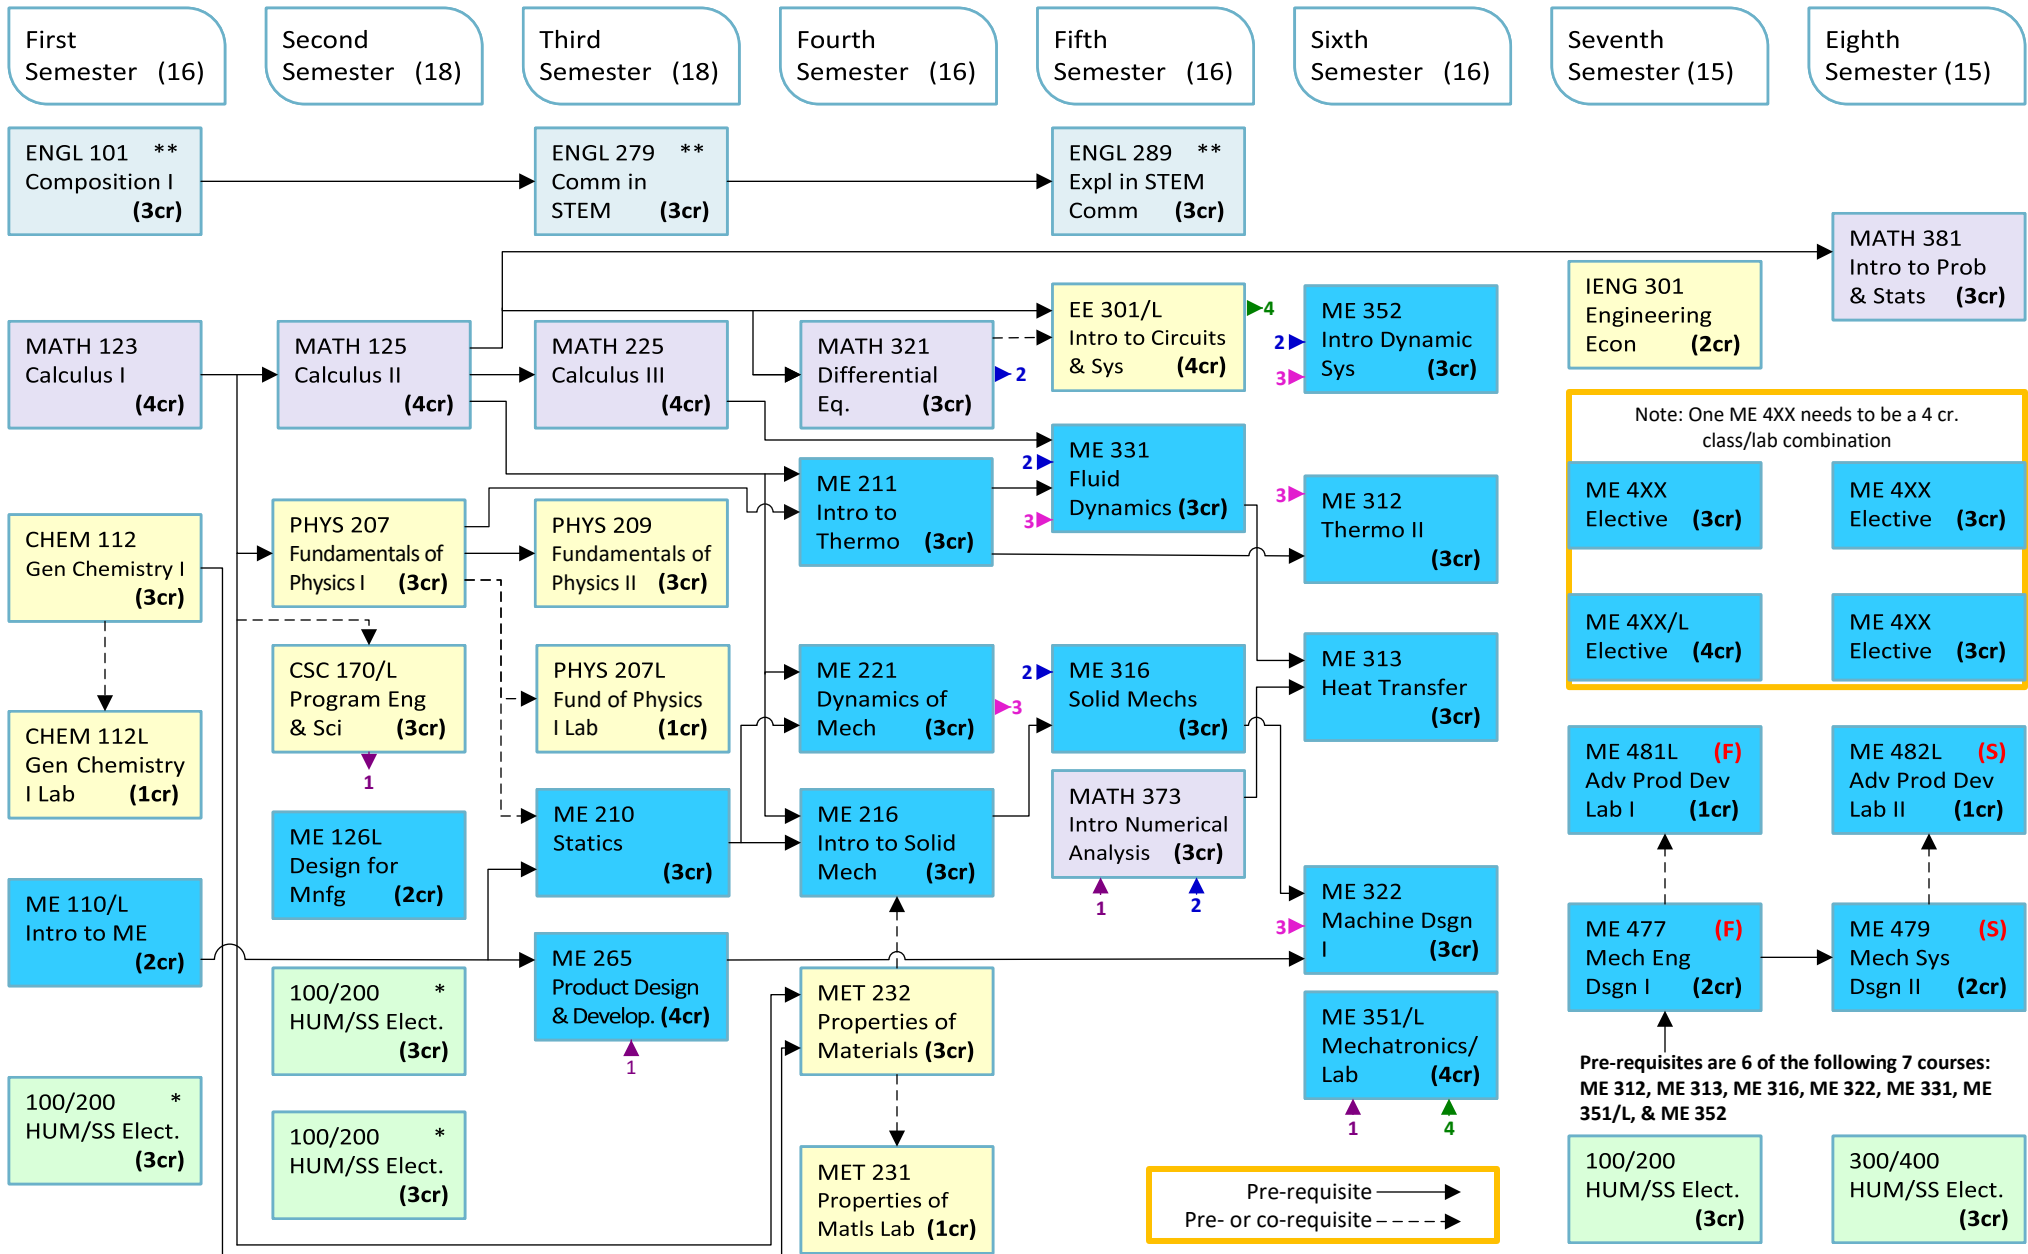 First
Semester (16)
Second
Semester (18)
Third
Semester (18)
Fourth
Semester (16)
Fifth
Semester (16)
Sixth
Semester (16)
Seventh
Semester (15)
Eighth
Semester (15)
ENGL 101 **
Composition I
(3cr)
MATH 123
Calculus I
(4cr)
CHEM 112
Gen Chemistry I
(3cr)
CHEM 112L
Gen Chemistry
I Lab (1cr)
ME 110/L
Intro to ME
(2cr)
100/200 *
HUM/SS Elect.
(3cr)
MATH 125
Calculus II
(4cr)
PHYS 207
Fundamentals of
Physics I (3cr)
CSC 170/L
Program Eng
& Sci (3cr)
1
ME 126L
Design for
Mnfg (2cr)
100/200 *
HUM/SS Elect.
(3cr)
100/200 *
HUM/SS Elect.
(3cr)
ENGL 279 **
Comm in
STEM (3cr)
MATH 225
Calculus III
(4cr)
PHYS 209
Fundamentals of
Physics II (3cr)
PHYS 207L
Fund of Physics
I Lab (1cr)
ME 210
Statics
(3cr)
ME 265
Product Design
& Develop. (4cr)
1
MATH 321
Differential
Eq. (3cr)
2
ME 211
Intro to
Thermo (3cr)
ME 221
Dynamics of
Mech (3cr)
3
ME 216
Intro to Solid
Mech (3cr)
MET 232
Properties of
Materials (3cr)
MET 231
Properties of
Matls Lab (1cr)
ENGL 289 **
Expl in STEM
Comm (3cr)
EE 301/L
Intro to Circuits
& Sys (4cr)
4
2
3
ME 331
Fluid
Dynamics (3cr)
2
ME 316
Solid Mechs
(3cr)
MATH 373
Intro Numerical
Analysis (3cr)
1
2
2
3
ME 352
Intro Dynamic
Sys (3cr)
3
ME 312
Thermo II
(3cr)
ME 313
Heat Transfer
(3cr)
3
ME 322
Machine Dsgn
I (3cr)
ME 351/L
Mechatronics/
Lab (4cr)
1
4
Pre-requisite
Pre- or co-requisite
IENG 301
Engineering
Econ (2cr)
MATH 381
Intro to Prob
& Stats (3cr)
Note: One ME 4XX needs to be a 4 cr.
class/lab combination
ME 4XX
Elective (3cr)
ME 4XX
Elective (3cr)
ME 4XX/L
Elective (4cr)
ME 4XX
Elective (3cr)
ME 481L (F)
Adv Prod Dev
Lab I (1cr)
ME 482L (S)
Adv Prod Dev
Lab II (1cr)
ME 477 (F)
Mech Eng
Dsgn I (2cr)
ME 479 (S)
Mech Sys
Dsgn II (2cr)
Pre-requisites are 6 of the following 7 courses:
ME 312, ME 313, ME 316, ME 322, ME 331, ME
351/L, & ME 352
100/200
HUM/SS Elect.
(3cr)
300/400
HUM/SS Elect.
(3cr)